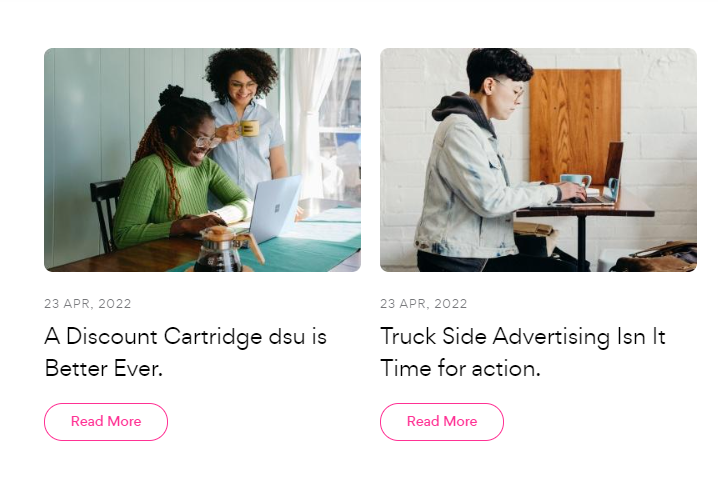 23 APR, 2022
A Discount Cartridge dsu is
Better Ever.
Read More
23 APR, 2022
Truck Side Advertising Isn It
Time for action.
Read More